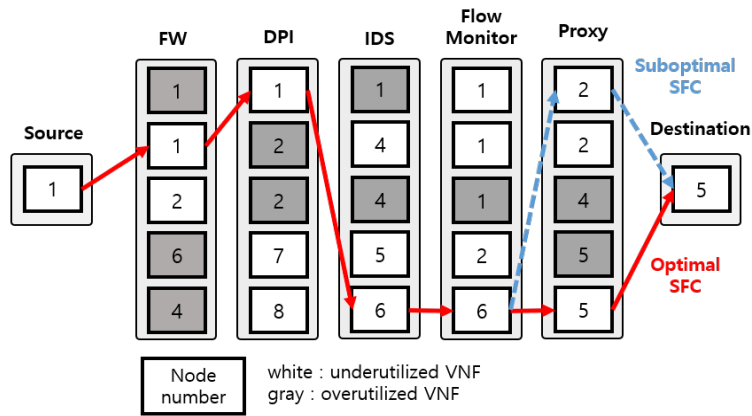 FW
DPI
IDS
Flow
Monitor
Proxy
Source
Destination
Suboptimal
SFC
Optimal
SFC
1
1
1
2
6
4
1
2
2
7
8
1
4
4
5
6
1
1
1
2
6
2
2
4
5
5
5
Node
number
white : underutilized VNF
gray : overutilized VNF